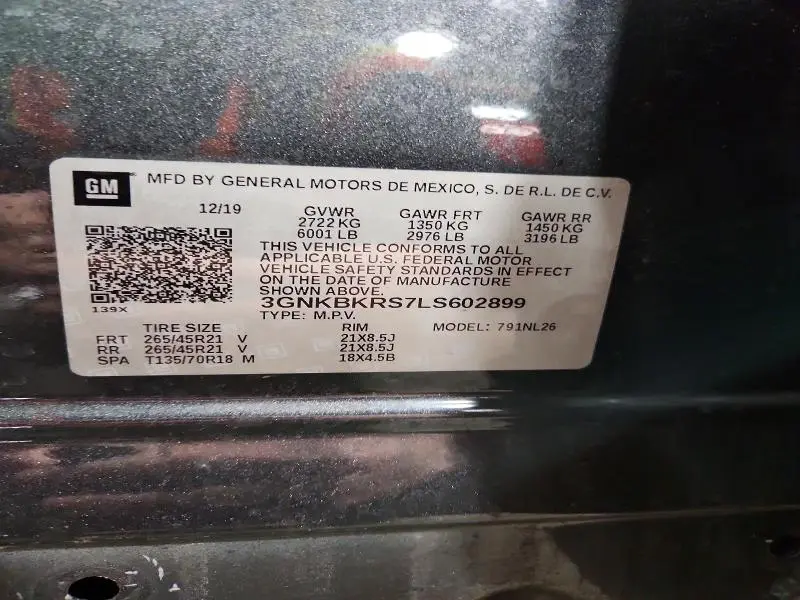 GM MFD BY GENERAL MOTORS DE MEXICO, S. DE R.L. DE C.V.
12/19 GVWR GAWR FRT GAWR RR
2722 KG 1350 KG 1450 KG
6001 LB 2976 LB 3196 LB
THIS VEHICLE CONFORMS TO ALL
APPLICABLE U.S. FEDERAL MOTOR
VEHICLE SAFETY STANDARDS IN EFFECT
ON THE DATE OF MANUFACTURE
SHOWN ABOVE.
139X 3GNKBKRS7LS602899
TYPE: M.P.V.
TIRE SIZE RIM MODEL: 791NL26
FRT 265/45R21 V 21X8.5J
RR 265/45R21 V 21X8.5J
SPA T135/70R18 M 18X4.5B